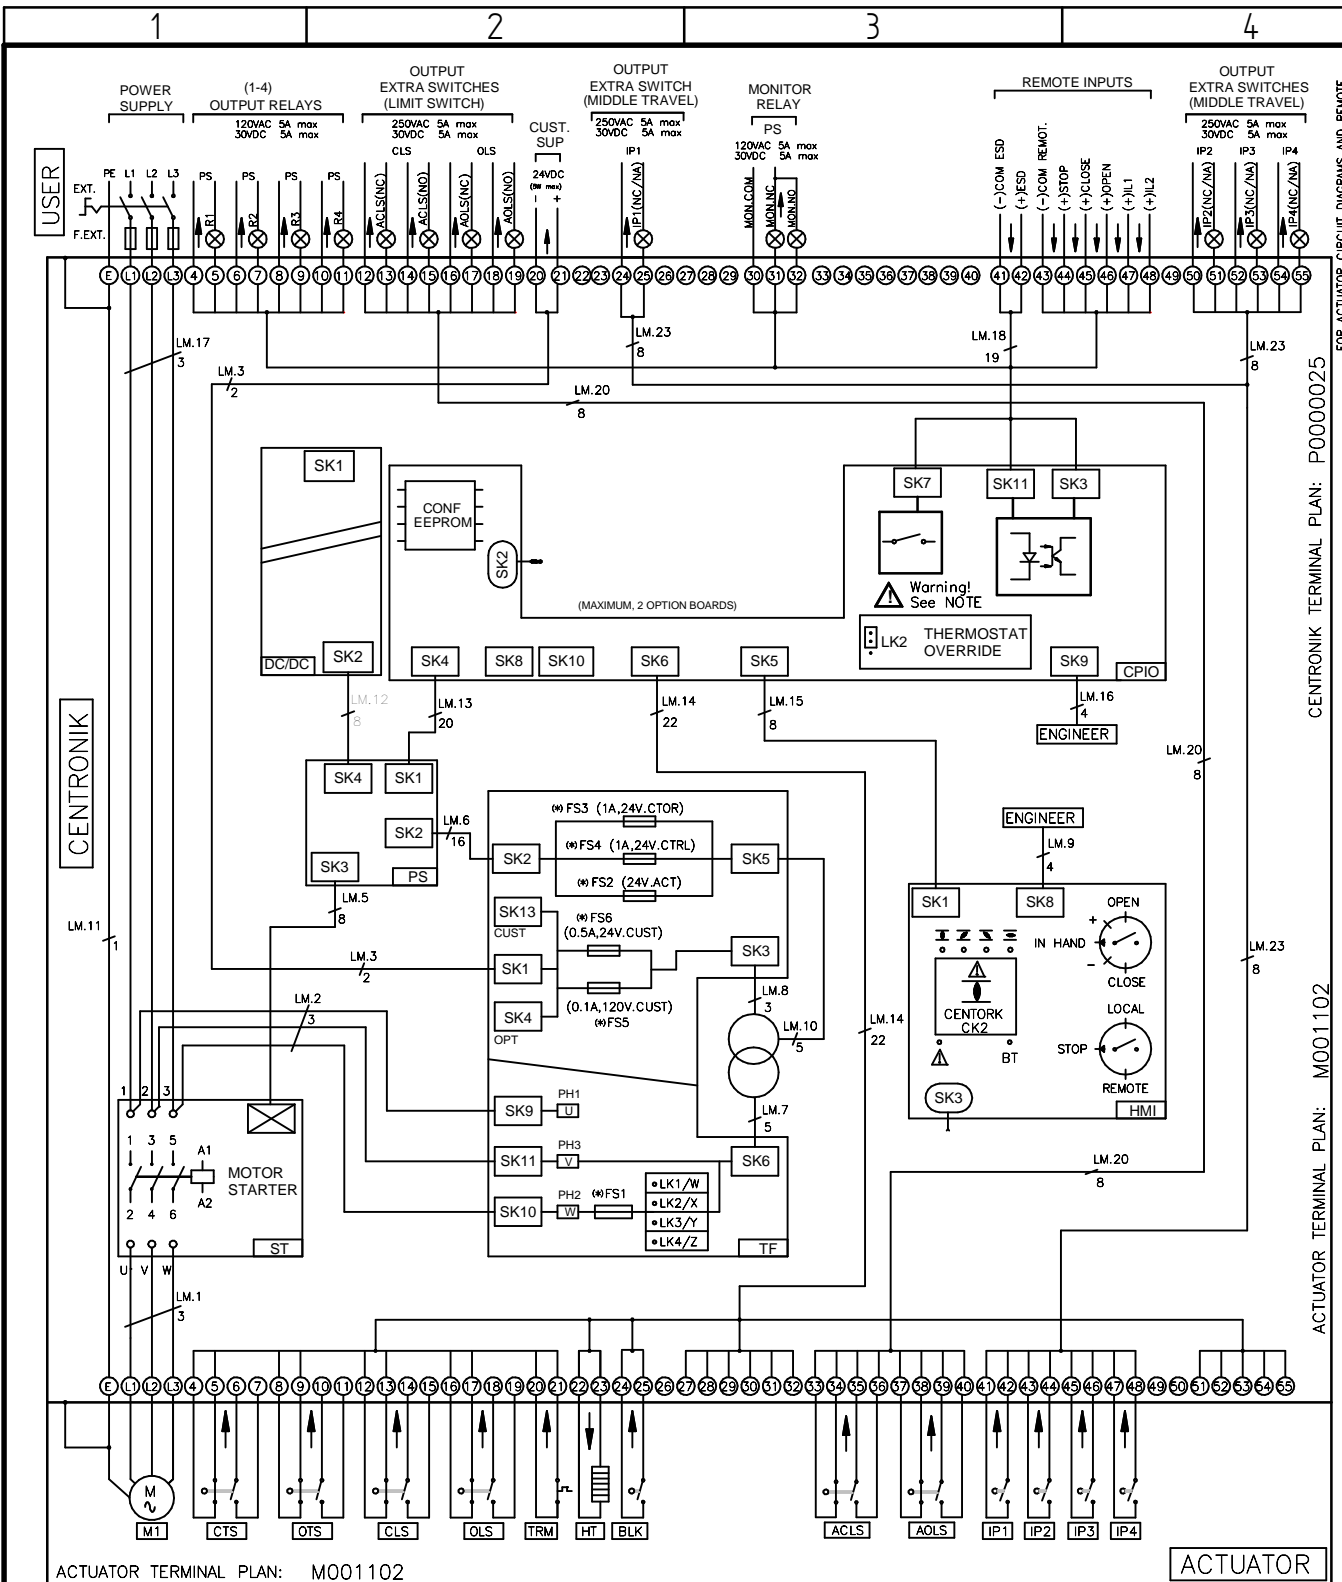 1 2 3 4
POWER
SUPPLY
(1-4)
OUTPUT RELAYS
120VAC 5A max
30VDC 5A max
OUTPUT
EXTRA SWITCHES
(LIMIT SWITCH)
250VAC 5A max
30VDC 5A max
CLS OLS
CUST.
SUP
24VDC
(5W max)
- +
OUTPUT
EXTRA SWITCH
(MIDDLE TRAVEL)
250VAC 5A max
30VDC 5A max
IP1
MONITOR
RELAY
PS
120VAC 5A max
30VDC 5A max
REMOTE INPUTS
OUTPUT
EXTRA SWITCHES
(MIDDLE TRAVEL)
250VAC 5A max
30VDC 5A max
IP2 IP3 IP4
FOR ACTUATOR CIRCUIT DIAGRAMS AND REMOTE
USER
EXT.
F.EXT.
PE L1 L2 L3
PS PS PS PS
R1 R2 R3 R4
ACLS(NC) ACLS(NO) AOLS(NC) AOLS(NO)
IP1(NC/NA)
MON.COM MON.NC MON.NO
(-)COM ESD
(+)ESD
(-)COM REMOT.
(+)STOP
(+)CLOSE
(+)OPEN
(+)IL1
(+)IL2
IP2(NC/NA) IP3(NC/NA) IP4(NC/NA)
E L1 L2 L3 4 5 6 7 8 9 10 11 12 13 14 15 16 17 18 19 20 21 22 23 24 25 26 27 28 29 30 31 32 33 34 35 36 37 38 39 40 41 42 43 44 45 46 47 48 49 50 51 52 53 54 55
LM.17
3
LM.3
2
LM.20
8
LM.23
8
LM.18
19
LM.23
8
CENTRONIK TERMINAL PLAN: P0000025
SK1
CONF
EEPROM
SK2
SK7 SK11 SK3
Warning!
See NOTE
(MAXIMUM, 2 OPTION BOARDS)
LK2
THERMOSTAT
OVERRIDE
DC/DC
SK2
SK4 SK8 SK10 SK6 SK5 SK9
CPIO
LM.12
8
LM.13
20
LM.14
22
LM.15
8
LM.16
4
ENGINEER
CENTRONIK
LM.20
8
SK4 SK1
SK2
SK3
PS
LM.6
16
LM.5
8
(*)FS3 (1A,24V.CTOR)
(*)FS4 (1A,24V.CTRL)
(*)FS2 (24V.ACT)
SK2 SK5
SK13
CUST
(*)FS6
(0.5A,24V.CUST)
SK3
SK1
(0.1A,120V.CUST)
(*)FS5
SK4
OPT
LM.8
3
LM.10
5
LM.7
5
LM.14
22
ENGINEER
LM.9
4
SK1 SK8
OPEN
+
IN HAND
-
CLOSE
CENTORK
CK2
LOCAL
STOP
REMOTE
BT
SK3
HMI
LM.23
8
LM.11
1
LM.3
2
LM.2
3
SK9
PH1
U
SK11
PH3
V
SK10
PH2
W
(*)FS1
SK6
LK1/W
LK2/X
LK3/Y
LK4/Z
TF
LM.20
8
1 2 3
1 3 5
A1
MOTOR
STARTER
A2
2 4 6
ST
U V W
LM.1
3
ACTUATOR TERMINAL PLAN: M001102
E L1 L2 L3 4 5 6 7 8 9 10 11 12 13 14 15 16 17 18 19 20 21 22 23 24 25 26 27 28 29 30 31 32 33 34 35 36 37 38 39 40 41 42 43 44 45 46 47 48 49 50 51 52 53 54 55
M
M1 CTS OTS CLS OLS TRM HT BLK ACLS AOLS IP1 IP2 IP3 IP4
ACTUATOR TERMINAL PLAN: M001102
ACTUATOR